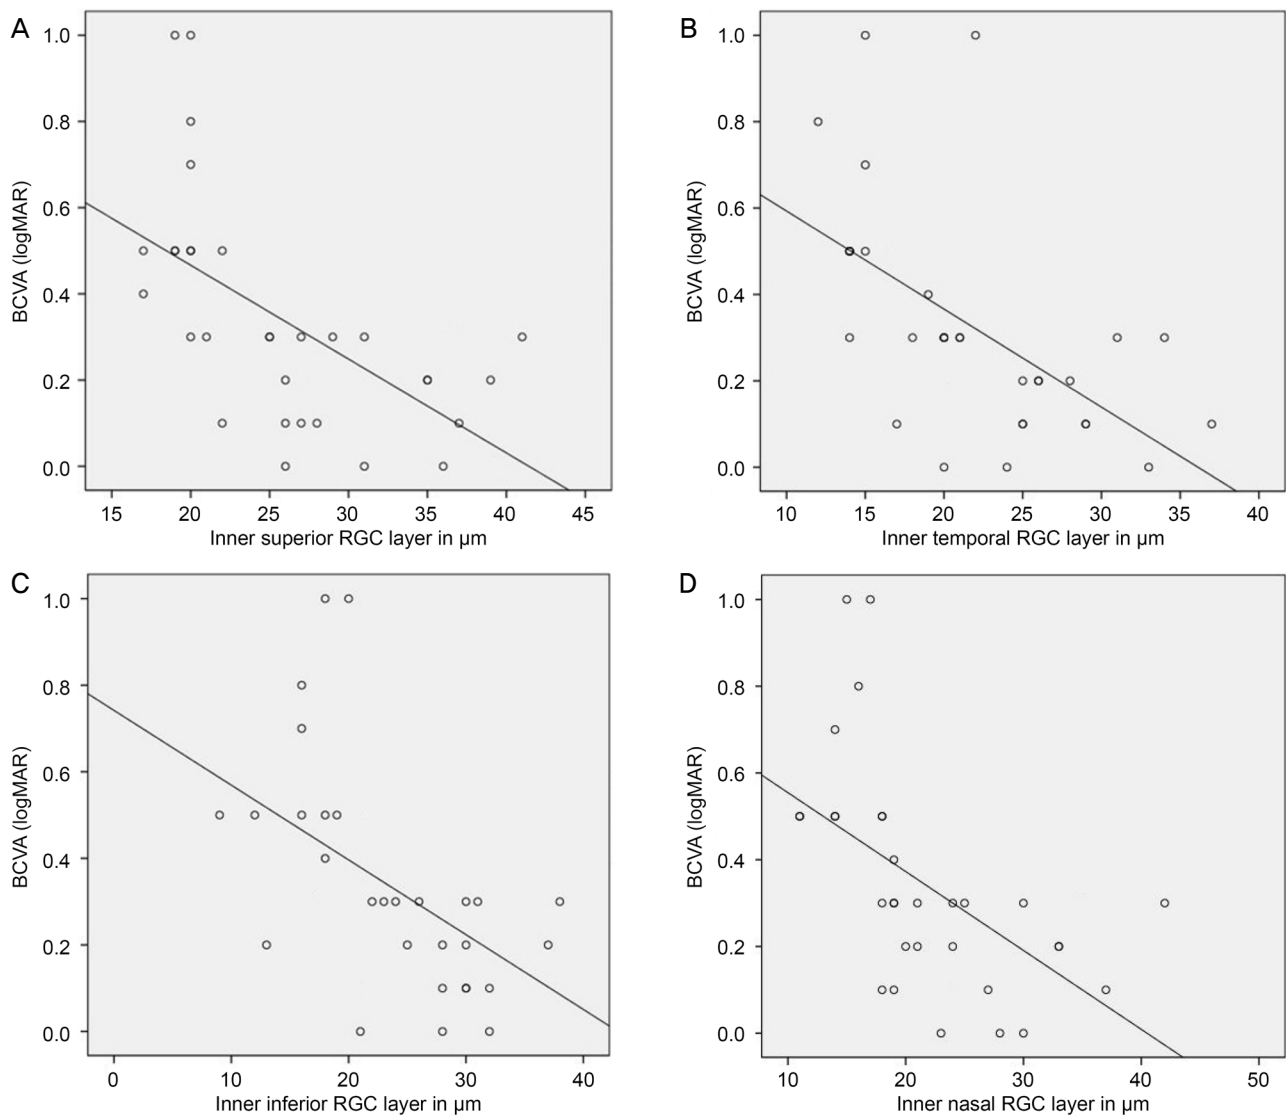 A
BCVA (logMAR)
1.0
0.8
0.6
0.4
0.2
0.0
15 20 25 30 35 40 45
Inner superior RGC layer in µm
B
BCVA (logMAR)
1.0
0.8
0.6
0.4
0.2
0.0
10 15 20 25 30 35 40
Inner temporal RGC layer in µm
C
BCVA (logMAR)
1.0
0.8
0.6
0.4
0.2
0.0
0 10 20 30 40
Inner inferior RGC layer in µm
D
BCVA (logMAR)
1.0
0.8
0.6
0.4
0.2
0.0
10 20 30 40 50
Inner nasal RGC layer in µm